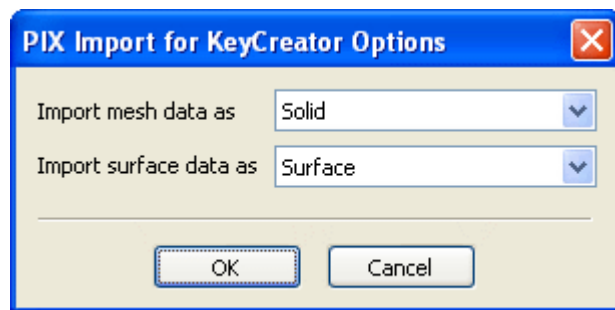 PIX Import for KeyCreator Options
Import mesh data as Solid
Import surface data as Surface
OK Cancel